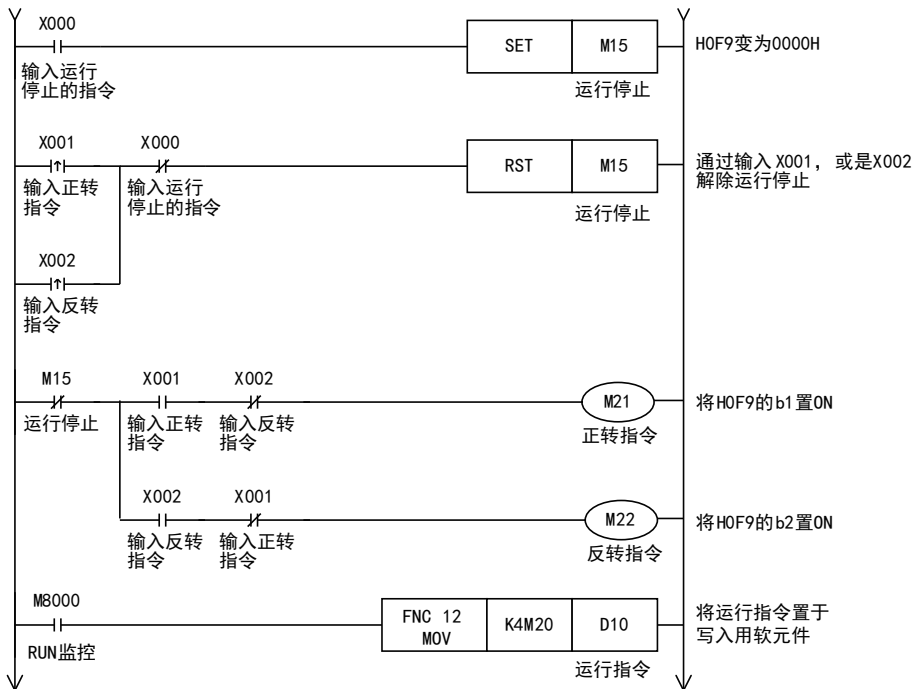 X000
SET M15
H0F9变为0000H
输入运行
停止的指令
运行停止
X001 X000
RST M15
通过输入X001，或是X002
解除运行停止
输入正转
指令
输入运行
停止的指令
运行停止
X002
输入反转
指令
M15 X001 X002
M21
将H0F9的b1置ON
运行停止
输入正转
指令
输入反转
指令
正转指令
X002 X001
M22
将H0F9的b2置ON
输入反转
指令
输入正转
指令
反转指令
M8000
FNC 12
MOV
K4M20 D10
将运行指令置于
写入用软元件
RUN监控
运行指令